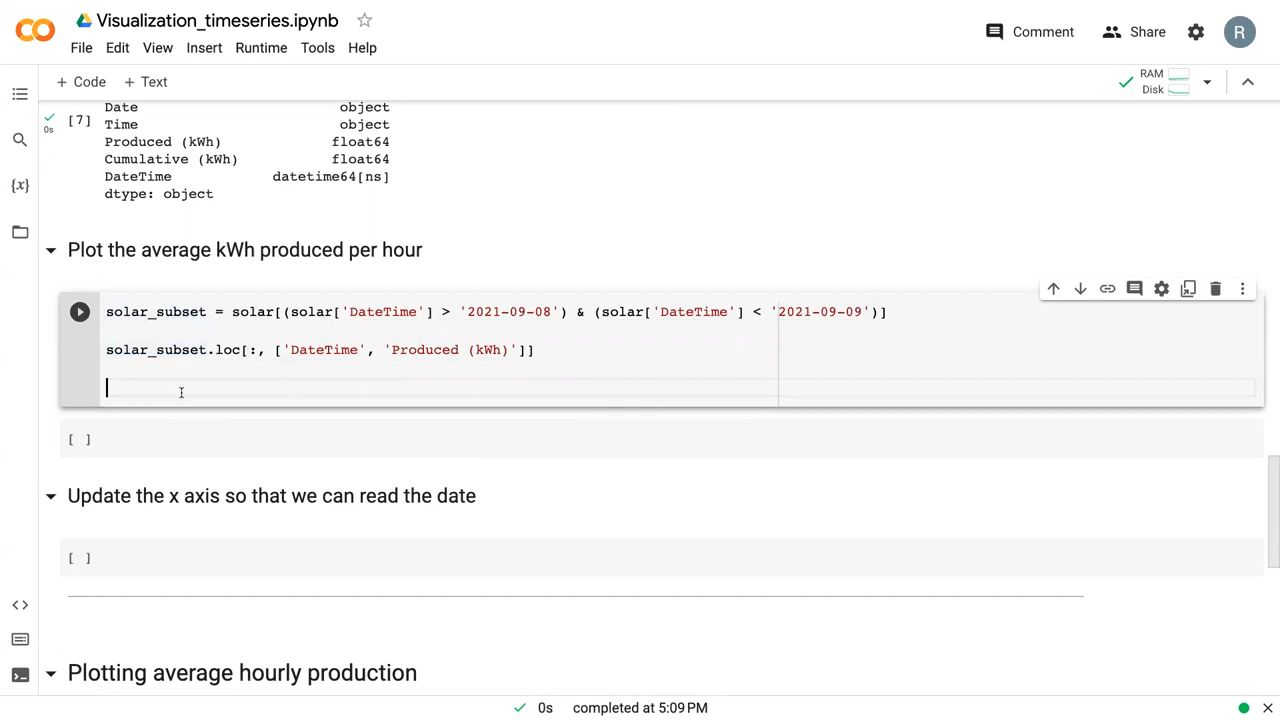 Visualization_timeseries.ipynb
File Edit View Insert Runtime Tools Help
Comment Share R
+ Code + Text
RAM
Disk
Date object
[7] Time object
0s
Produced (kWh) float64
Cumulative (kWh) float64
DateTime datetime64[ns]
dtype: object
Plot the average kWh produced per hour
solar_subset = solar[(solar['DateTime'] > '2021-09-08') & (solar['DateTime'] < '2021-09-09')]
solar_subset.loc[:, ['DateTime', 'Produced (kWh)']]
[ ]
Update the x axis so that we can read the date
[ ]
Plotting average hourly production
0s completed at 5:09 PM